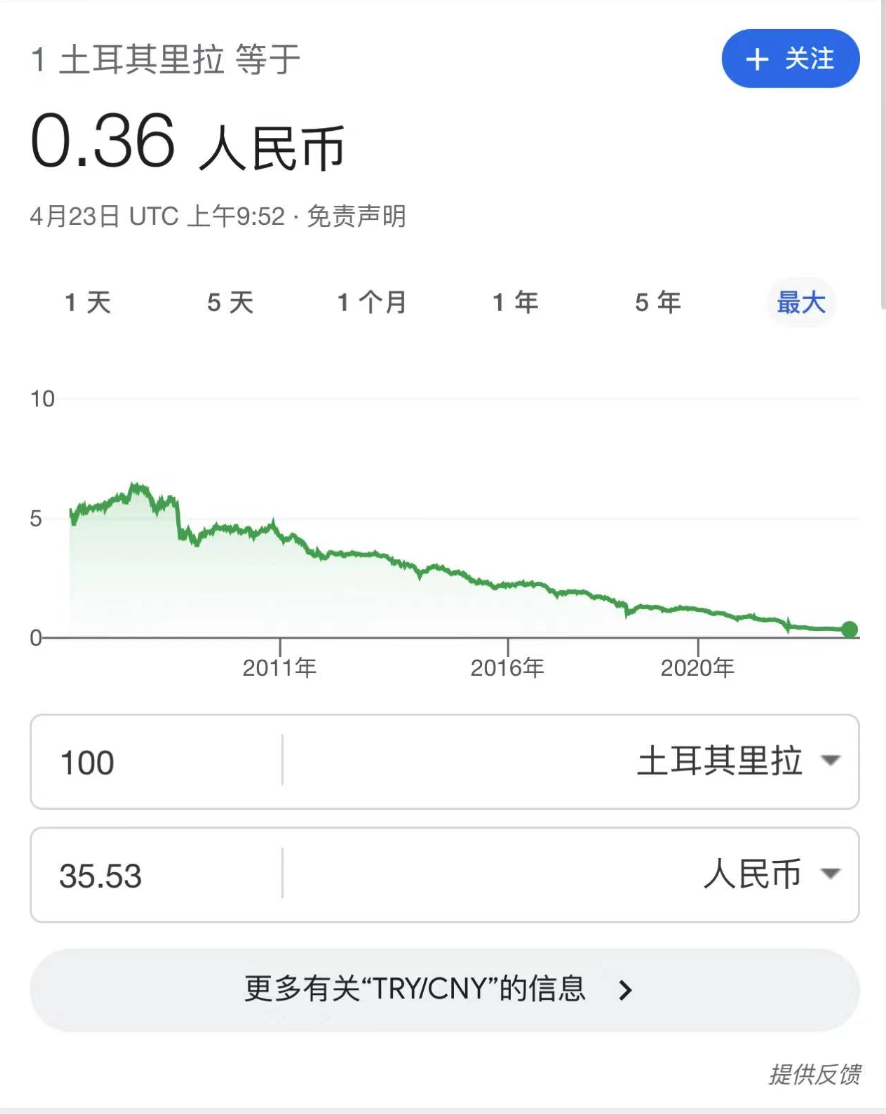 1 土耳其里拉 等于
+ 关注
0.36 人民币
4月23日 UTC 上午9:52 · 免责声明
1 天 5 天 1 个月 1 年 5 年 最大
10
5
0
2011年 2016年 2020年
100 土耳其里拉
35.53 人民币
更多有关“TRY/CNY”的信息
提供反馈